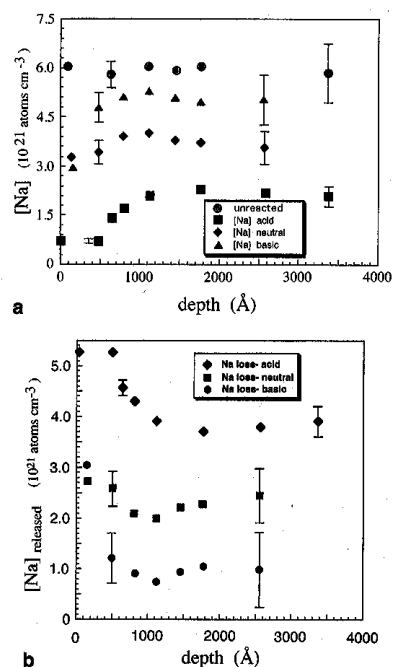 7.5
6.0
4.5
3.0
1.5
0
[Na] (10 21 atoms cm -3)
unreacted
[Na] acid
[Na] neutral
[Na] basic
0 1000 2000 3000 4000
depth (Å)
a
5.0
4.0
3.0
2.0
1.0
0
[Na] released (10²¹ atoms cm⁻³)
Na loss- acid
Na loss- neutral
Na loss- basic
0 1000 2000 3000 4000
depth (Å)
b